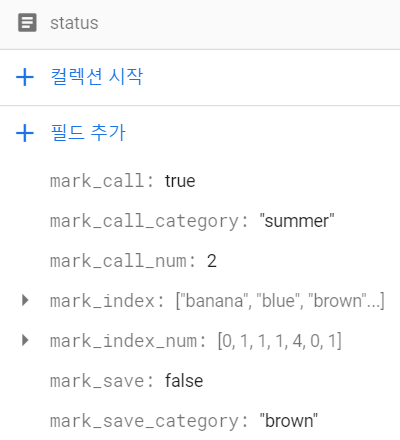 status
컬렉션 시작
필드 추가
mark_call: true
mark_call_category: "summer"
mark_call_num: 2
mark_index: ["banana", "blue", "brown"...]
mark_index_num: [0, 1, 1, 1, 4, 0, 1]
mark_save: false
mark_save_category: "brown"